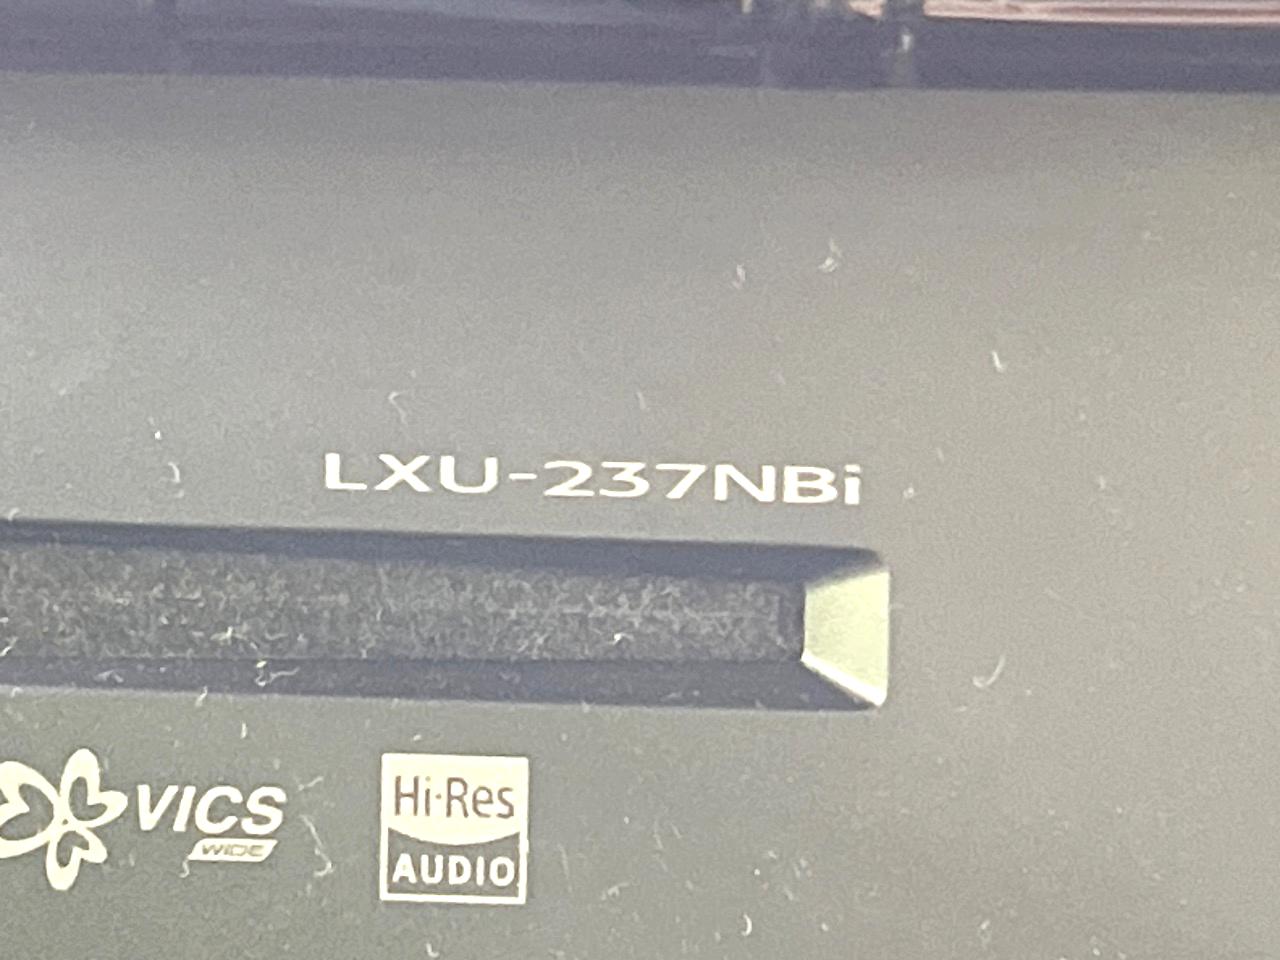 LXU-237NBi
VICS
WIDE
Hi-Res
AUDIO